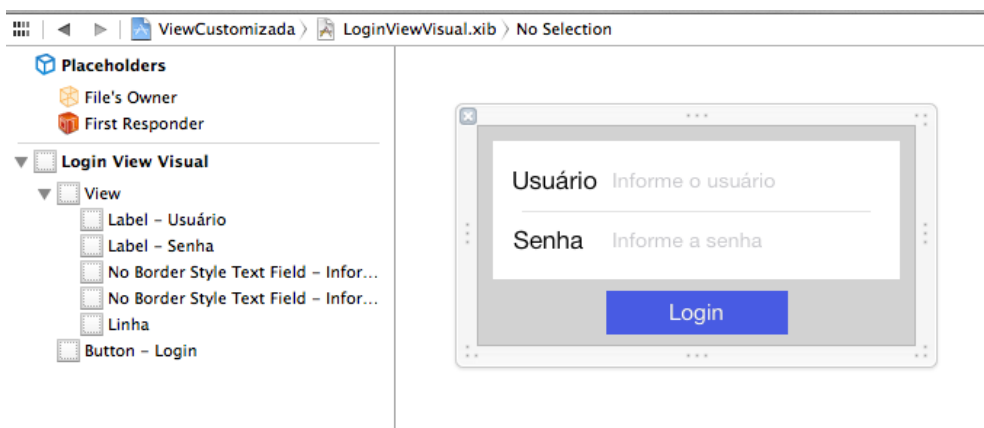 ViewCustomizada > LoginViewVisual.xib > No Selection
Placeholders
File's Owner
First Responder
Login View Visual
View
Label – Usuário
Label – Senha
No Border Style Text Field – Infor...
No Border Style Text Field – Infor...
Linha
Button – Login
Usuário Informe o usuário
Senha Informe a senha
Login